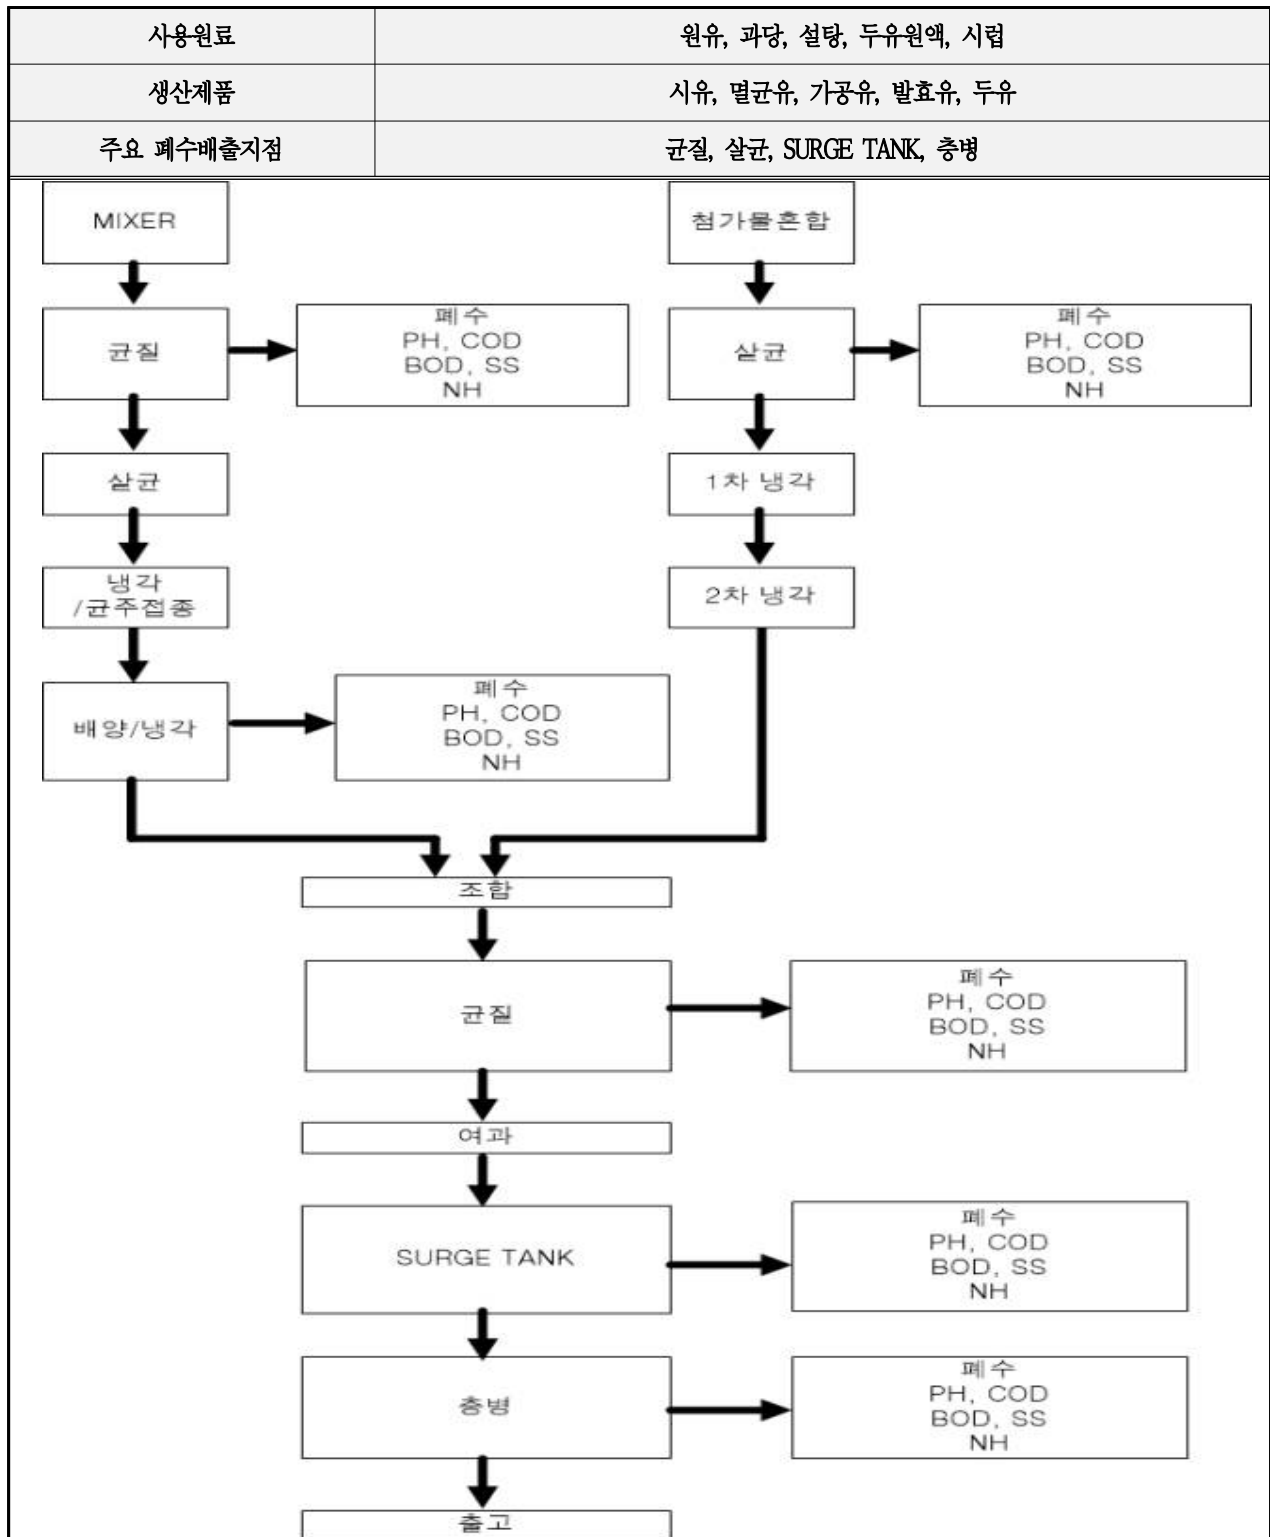 사용원료
원유, 과당, 설탕, 두유원액, 시럽
생산제품
시유, 멸균유, 가공유, 발효유, 두유
주요 폐수배출지점
균질, 살균, SURGE TANK, 충병
MIXER
첨가물혼합
균질
폐수
PH, COD
BOD, SS
NH
살균
폐수
PH, COD
BOD, SS
NH
살균
1차 냉각
냉각
/균주접종
2차 냉각
배양/냉각
폐수
PH, COD
BOD, SS
NH
조합
균질
폐수
PH, COD
BOD, SS
NH
여과
SURGE TANK
폐수
PH, COD
BOD, SS
NH
충병
폐수
PH, COD
BOD, SS
NH
출고